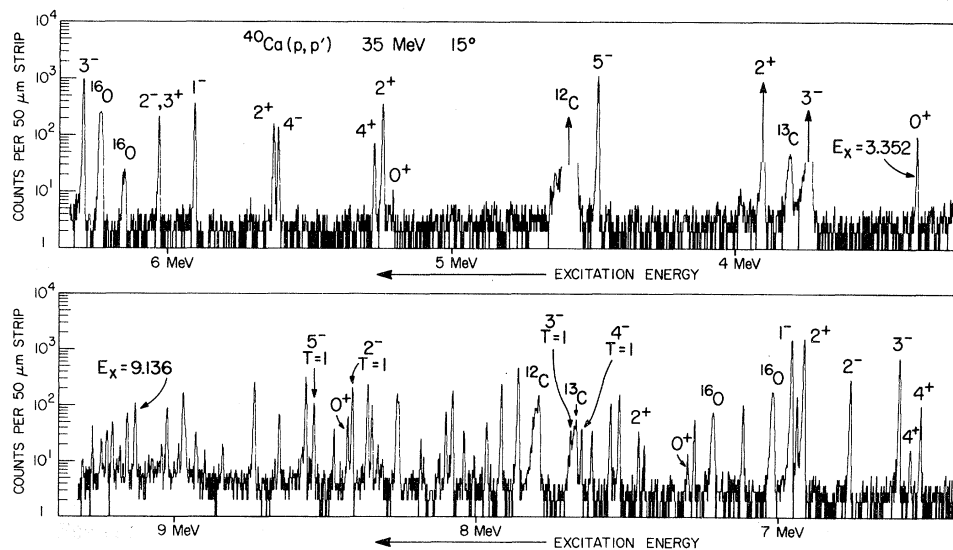 ⁴⁰Ca(p,p') 35 MeV 15°
COUNTS PER 50 μm STRIP
10⁴
10³
10²
10¹
1
3⁻
¹⁶O
¹⁶O
2⁻,3⁺
1⁻
2⁺
4⁻
4⁺
2⁺
0⁺
¹²C
5⁻
2⁺
¹³C
3⁻
Eₓ=3.352
0⁺
6 MeV
5 MeV
4 MeV
EXCITATION ENERGY
COUNTS PER 50 μm STRIP
10⁴
10³
10²
10¹
1
Eₓ=9.136
5⁻
T=1
0⁺
2⁻
T=1
¹²C
3⁻
T=1
¹³C
4⁻
T=1
2⁺
0⁺
¹⁶O
¹⁶O
1⁻
2⁺
2⁻
3⁻
4⁺
4⁺
9 MeV
8 MeV
7 MeV
EXCITATION ENERGY